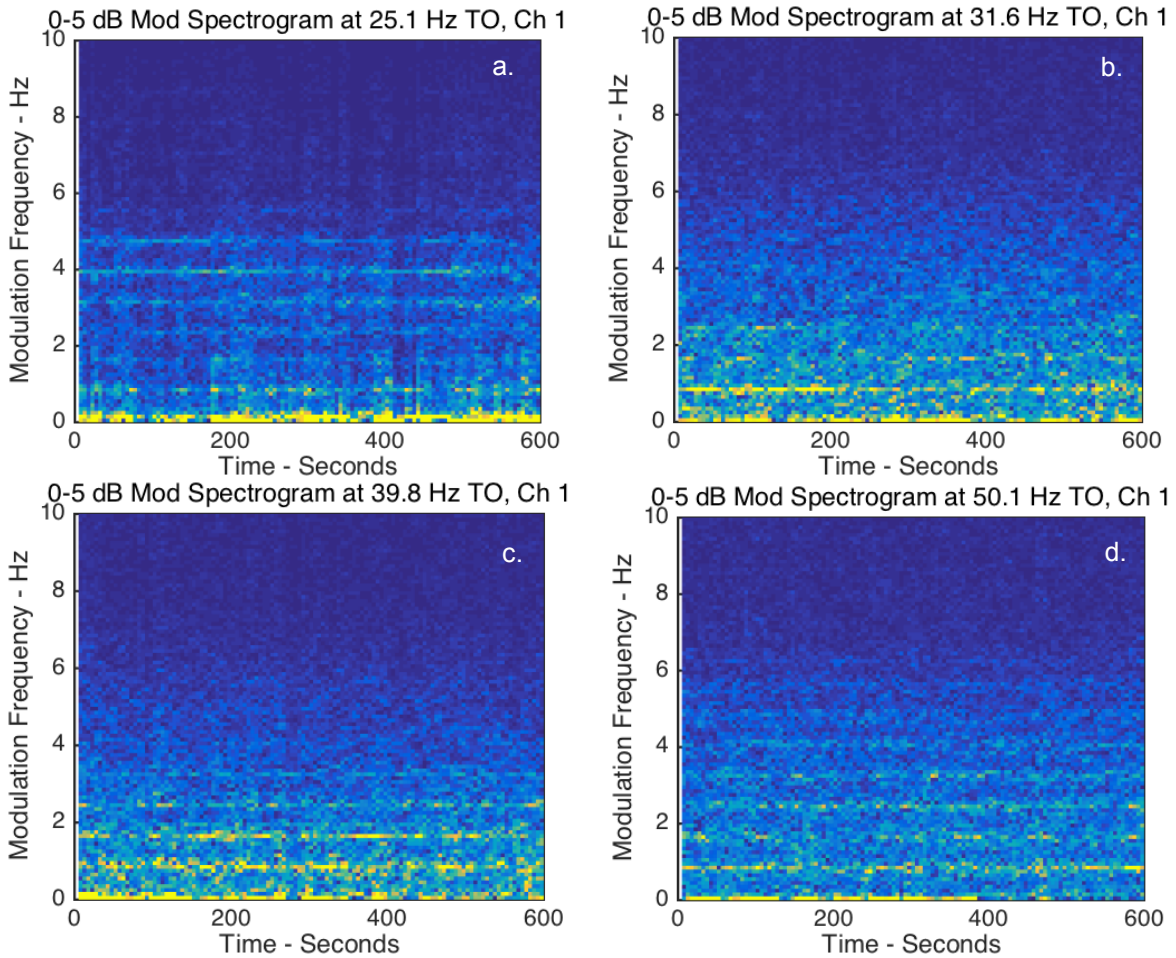 0-5 dB Mod Spectrogram at 25.1 Hz TO, Ch 1
a.
Modulation Frequency - Hz
10
8
6
4
2
0
0 200 400 600
Time - Seconds
0-5 dB Mod Spectrogram at 31.6 Hz TO, Ch 1
b.
Modulation Frequency - Hz
10
8
6
4
2
0
0 200 400 600
Time - Seconds
0-5 dB Mod Spectrogram at 39.8 Hz TO, Ch 1
c.
Modulation Frequency - Hz
10
8
6
4
2
0
0 200 400 600
Time - Seconds
0-5 dB Mod Spectrogram at 50.1 Hz TO, Ch 1
d.
Modulation Frequency - Hz
10
8
6
4
2
0
0 200 400 600
Time - Seconds